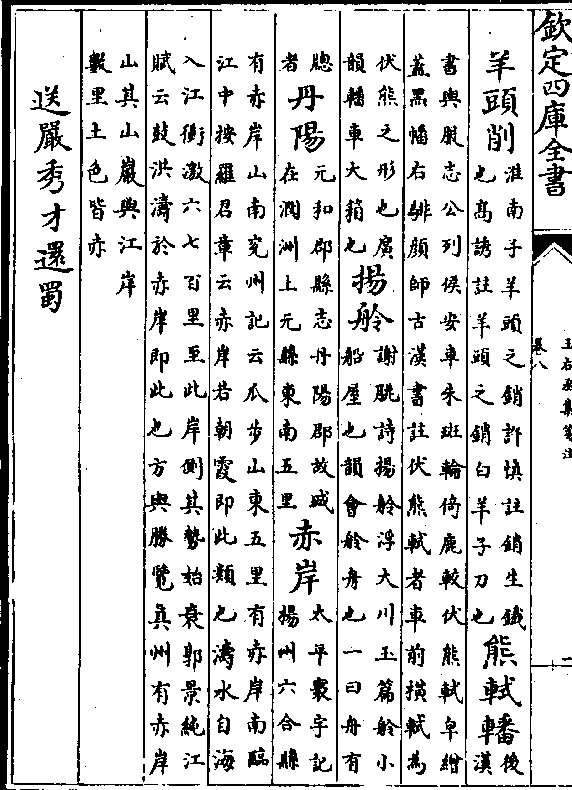 欽定四庫全書
王右丞集箋注
卷八
二
羊頭削 淮南子羊頭之銷許慎註銷生鐵
也高誘註羊頭之銷白羊子刀也 熊軾轓 後
漢
書輿服志公列侯安車朱班輪倚鹿較伏熊軾皁繒
蓋黑轓右騑顔師古漢書註伏熊軾者車前横軾為
伏熊之形也廣
韻轓車大箱也 揚舲 謝朓詩揚舲浮大川玉篇舲小
船屋也韻會舲舟也一曰舟有
牕
者 丹陽 元和郡縣志丹陽郡故城
在潤洲上元縣東南五里 赤岸 太平寰宇記
揚州六合縣
有赤岸山南兖州記云瓜步山東五里有赤岸南臨
江中按羅君章云赤岸若朝霞即此類也濤水自海
入江衝激六七百里至此岸側其勢始衰郭景純江
賦云鼓洪濤於赤岸即此也方輿勝覽真州有赤岸
山其山巖與江岸
數里土色皆赤
送嚴秀才還蜀